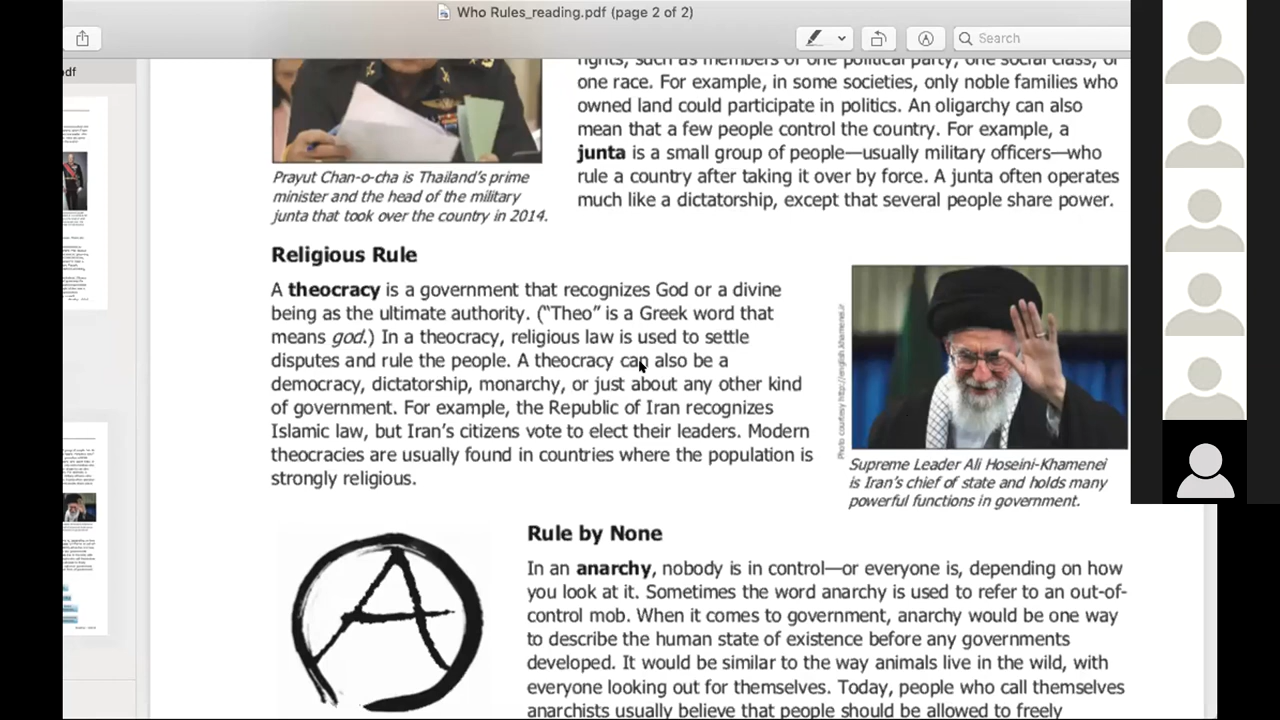 Who Rules_reading.pdf (page 2 of 2)
Search
df
rights, such as members of one political party, one social class, or
one race. For example, in some societies, only noble families who
owned land could participate in politics. An oligarchy can also
mean that a few people control the country. For example, a
junta is a small group of people—usually military officers—who
rule a country after taking it over by force. A junta often operates
much like a dictatorship, except that several people share power.
Prayut Chan-o-cha is Thailand's prime
minister and the head of the military
junta that took over the country in 2014.
Religious Rule
A theocracy is a government that recognizes God or a divine
being as the ultimate authority. ("Theo" is a Greek word that
means god.) In a theocracy, religious law is used to settle
disputes and rule the people. A theocracy can also be a
democracy, dictatorship, monarchy, or just about any other kind
of government. For example, the Republic of Iran recognizes
Islamic law, but Iran's citizens vote to elect their leaders. Modern
theocracies are usually found in countries where the population is
strongly religious.
Photo courtesy http://english.khamenei.ir
Supreme Leader Ali Hoseini-Khamenei
is Iran's chief of state and holds many
powerful functions in government.
Rule by None
In an anarchy, nobody is in control—or everyone is, depending on how
you look at it. Sometimes the word anarchy is used to refer to an out-of-
control mob. When it comes to government, anarchy would be one way
to describe the human state of existence before any governments
developed. It would be similar to the way animals live in the wild, with
everyone looking out for themselves. Today, people who call themselves
anarchists usually believe that people should be allowed to freely